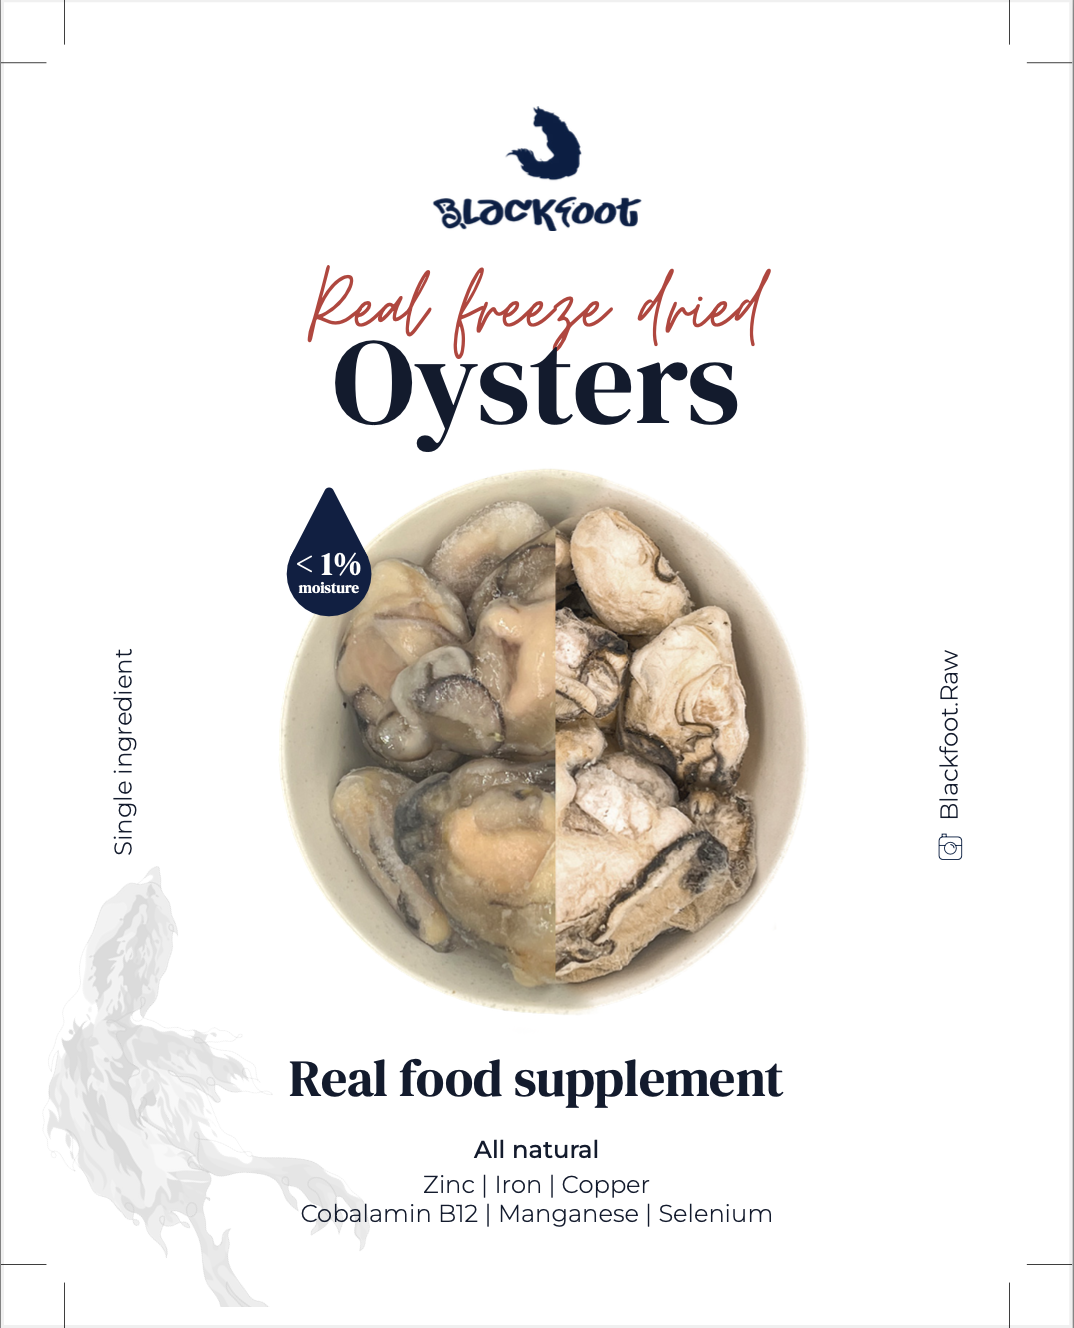 BLackfoot
Real freeze dried
Oysters
< 1%
moisture
Single ingredient
Blackfoot.Raw
Real food supplement
All natural
Zinc | Iron | Copper
Cobalamin B12 | Manganese | Selenium